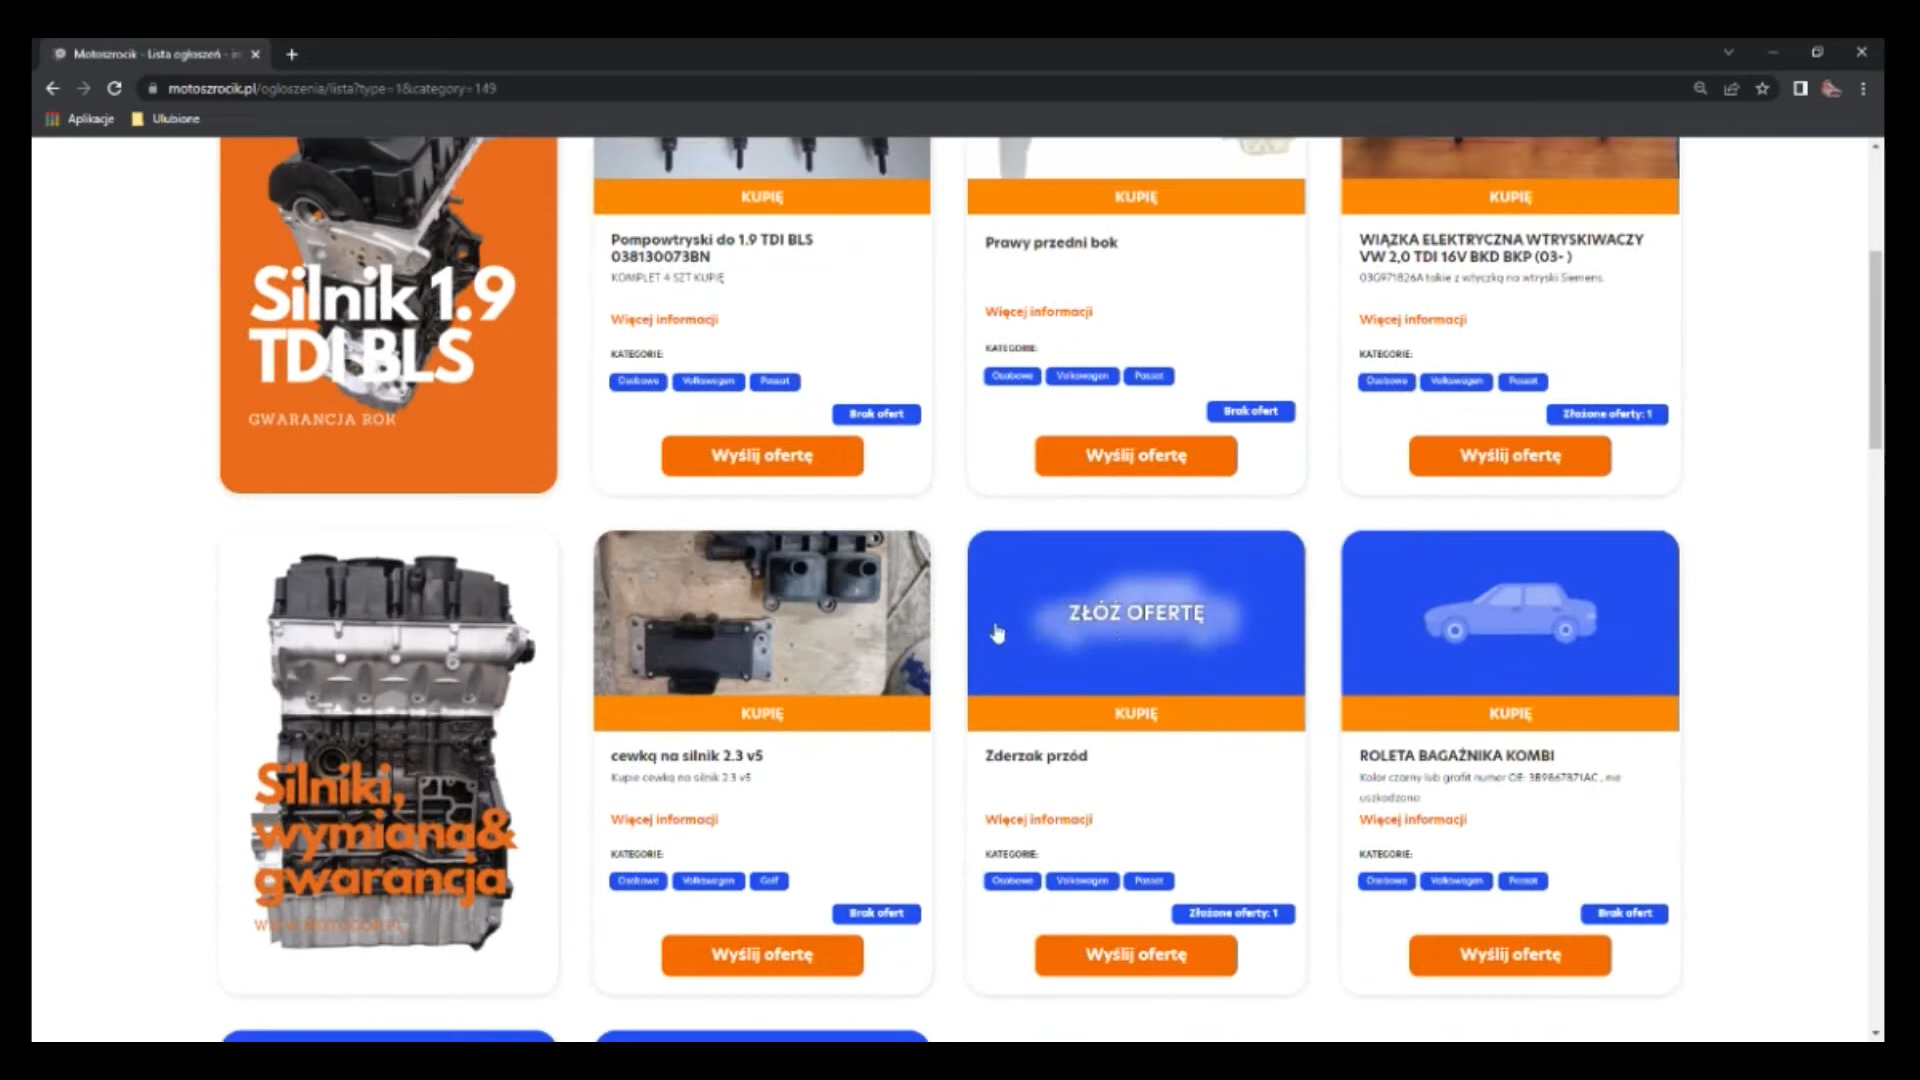 Motoszrocik - Lista ogłoszeń - in
motoszrocik.pl/ogloszenia/lista?type=1&category=149
Aplikacje
Ulubione
Silnik 1.9
TDI BLS
GWARANCJA ROK
KUPIĘ
Pompowtryski do 1.9 TDI BLS
038130073BN
KOMPLET 4 SZT KUPIĘ
Więcej informacji
KATEGORIE:
Osobowe Volkswagen Passat
Brak ofert
Wyślij ofertę
KUPIĘ
Prawy przedni bok
Więcej informacji
KATEGORIE:
Osobowe Volkswagen Passat
Brak ofert
Wyślij ofertę
KUPIĘ
WIĄZKA ELEKTRYCZNA WTRYSKIWACZY
VW 2,0 TDI 16V BKD BKP (03- )
03G971826A takie z wtyczką na wtryski Siemens.
Więcej informacji
KATEGORIE:
Osobowe Volkswagen Passat
Złożone oferty: 1
Wyślij ofertę
Silniki,
wymiana&
gwarancja
KUPIĘ
cewką na silnik 2.3 v5
Kupie cewką na silnik 2.3 v5
Więcej informacji
KATEGORIE:
Osobowe Volkswagen Golf
Brak ofert
Wyślij ofertę
ZŁÓŻ OFERTĘ
KUPIĘ
Zderzak przód
Więcej informacji
KATEGORIE:
Osobowe Volkswagen Passat
Złożone oferty: 1
Wyślij ofertę
KUPIĘ
ROLETA BAGAŻNIKA KOMBI
Kolor czarny lub grafit numer OE: 3B9867871AC , nie
uszkodzona
Więcej informacji
KATEGORIE:
Osobowe Volkswagen Passat
Brak ofert
Wyślij ofertę